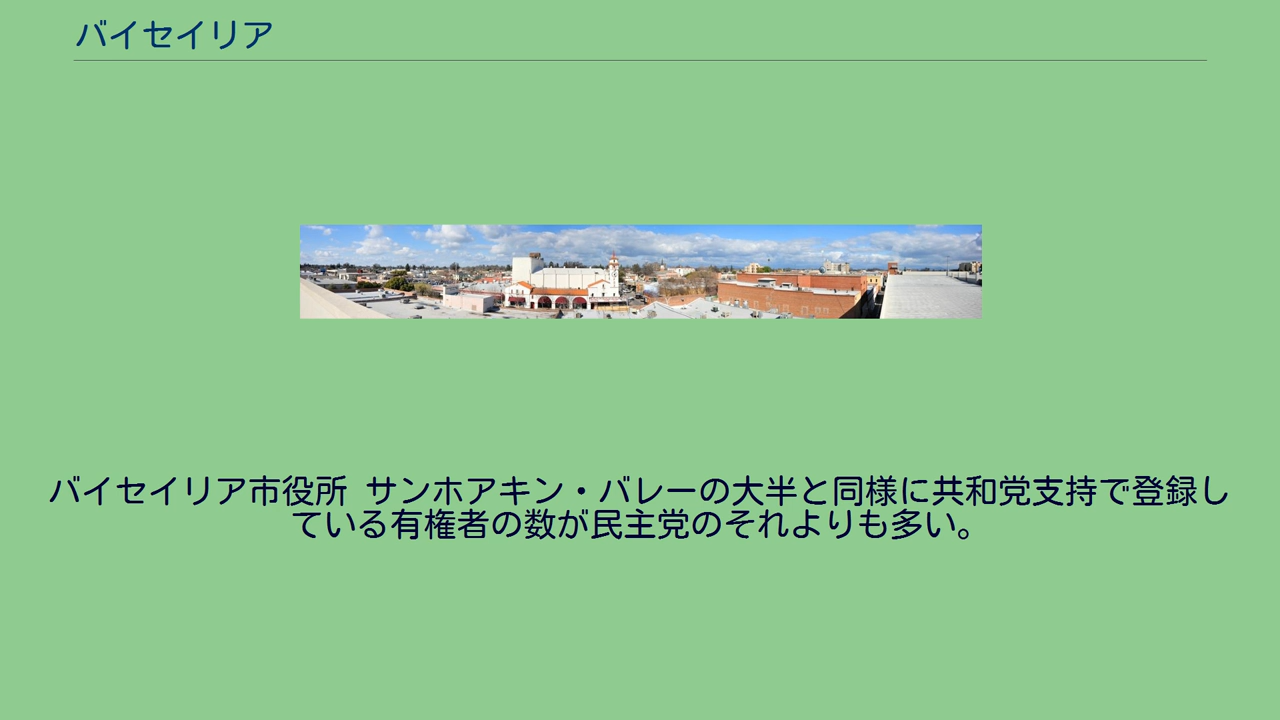 バイセイリア
バイセイリア市役所 サンホアキン・バレーの大半と同様に共和党支持で登録し
ている有権者の数が民主党のそれよりも多い。